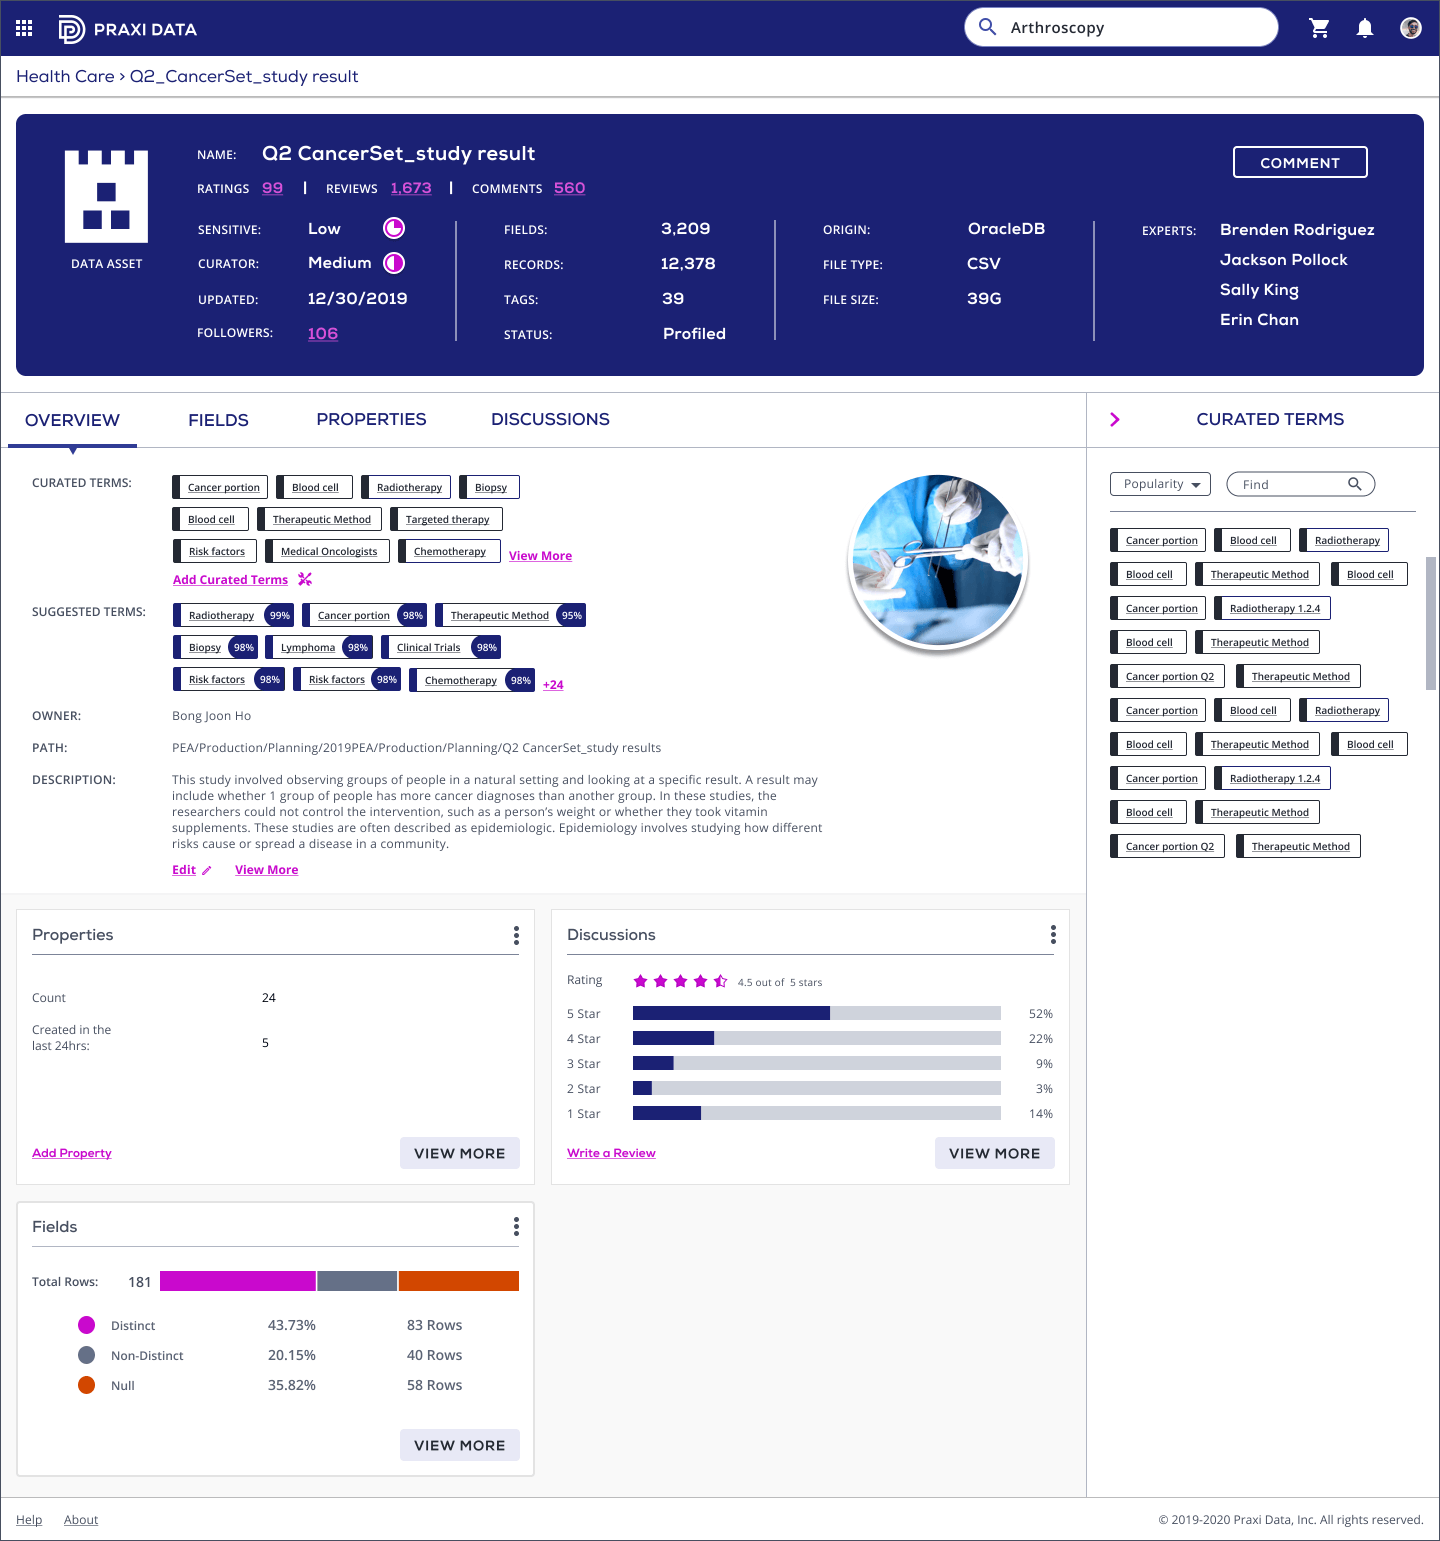 PRAXI DATA
Arthroscopy
Health Care › Q2_CancerSet_study result
NAME: Q2 CancerSet_study result
COMMENT
RATINGS 99 | REVIEWS 1,673 | COMMENTS 560
DATA ASSET
SENSITIVE: Low
CURATOR: Medium
UPDATED: 12/30/2019
FOLLOWERS: 106
FIELDS: 3,209
RECORDS: 12,378
TAGS: 39
STATUS: Profiled
ORIGIN: OracleDB
FILE TYPE: CSV
FILE SIZE: 39G
EXPERTS: Brenden Rodriguez
Jackson Pollock
Sally King
Erin Chan
OVERVIEW FIELDS PROPERTIES DISCUSSIONS
CURATED TERMS: Cancer portion Blood cell Radiotherapy Biopsy
Blood cell Therapeutic Method Targeted therapy
Risk factors Medical Oncologists Chemotherapy View More
Add Curated Terms
SUGGESTED TERMS: Radiotherapy 99% Cancer portion 98% Therapeutic Method 95%
Biopsy 98% Lymphoma 98% Clinical Trials 98%
Risk factors 98% Risk factors 98% Chemotherapy 98% +24
OWNER: Bong Joon Ho
PATH: PEA/Production/Planning/2019PEA/Production/Planning/Q2 CancerSet_study results
DESCRIPTION: This study involved observing groups of people in a natural setting and looking at a specific result. A result may
include whether 1 group of people has more cancer diagnoses than another group. In these studies, the
researchers could not control the intervention, such as a person’s weight or whether they took vitamin
supplements. These studies are often described as epidemiologic. Epidemiology involves studying how different
risks cause or spread a disease in a community.
Edit View More
CURATED TERMS
Popularity Find
Cancer portion Blood cell Radiotherapy
Blood cell Therapeutic Method Blood cell
Cancer portion Radiotherapy 1.2.4
Blood cell Therapeutic Method
Cancer portion Q2 Therapeutic Method
Cancer portion Blood cell Radiotherapy
Blood cell Therapeutic Method Blood cell
Cancer portion Radiotherapy 1.2.4
Blood cell Therapeutic Method
Cancer portion Q2 Therapeutic Method
Properties
Count 24
Created in the
last 24hrs: 5
Add Property VIEW MORE
Discussions
Rating 4.5 out of 5 stars
5 Star 52%
4 Star 22%
3 Star 9%
2 Star 3%
1 Star 14%
Write a Review VIEW MORE
Fields
Total Rows: 181
Distinct 43.73% 83 Rows
Non-Distinct 20.15% 40 Rows
Null 35.82% 58 Rows
VIEW MORE
Help About
© 2019-2020 Praxi Data, Inc. All rights reserved.